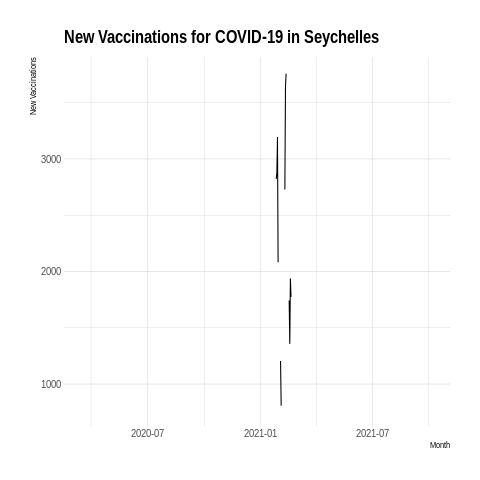 New Vaccinations for COVID-19 in Seychelles
New Vaccinations
3000
2000
1000
2020-07
2021-01
2021-07
Month